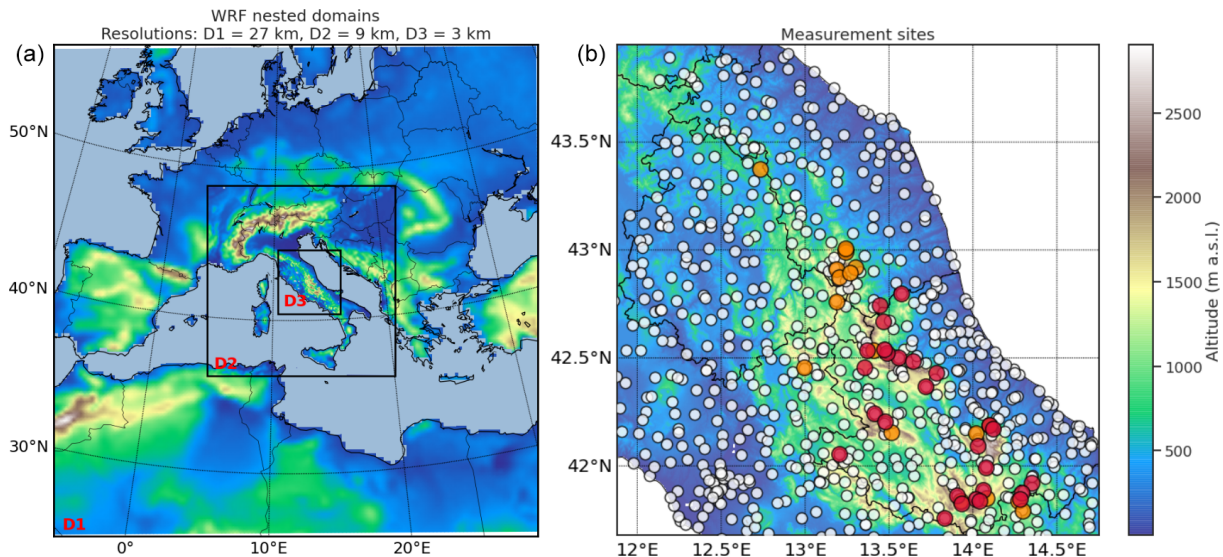 WRF nested domains
Resolutions: D1 = 27 km, D2 = 9 km, D3 = 3 km
(a)
50°N
40°N
30°N
D3
D2
D1
0°
10°E
20°E
Measurement sites
(b)
43.5°N
43°N
42.5°N
42°N
12°E
12.5°E
13°E
13.5°E
14°E
14.5°E
2500
2000
1500
1000
500
Altitude (m a.s.l.)